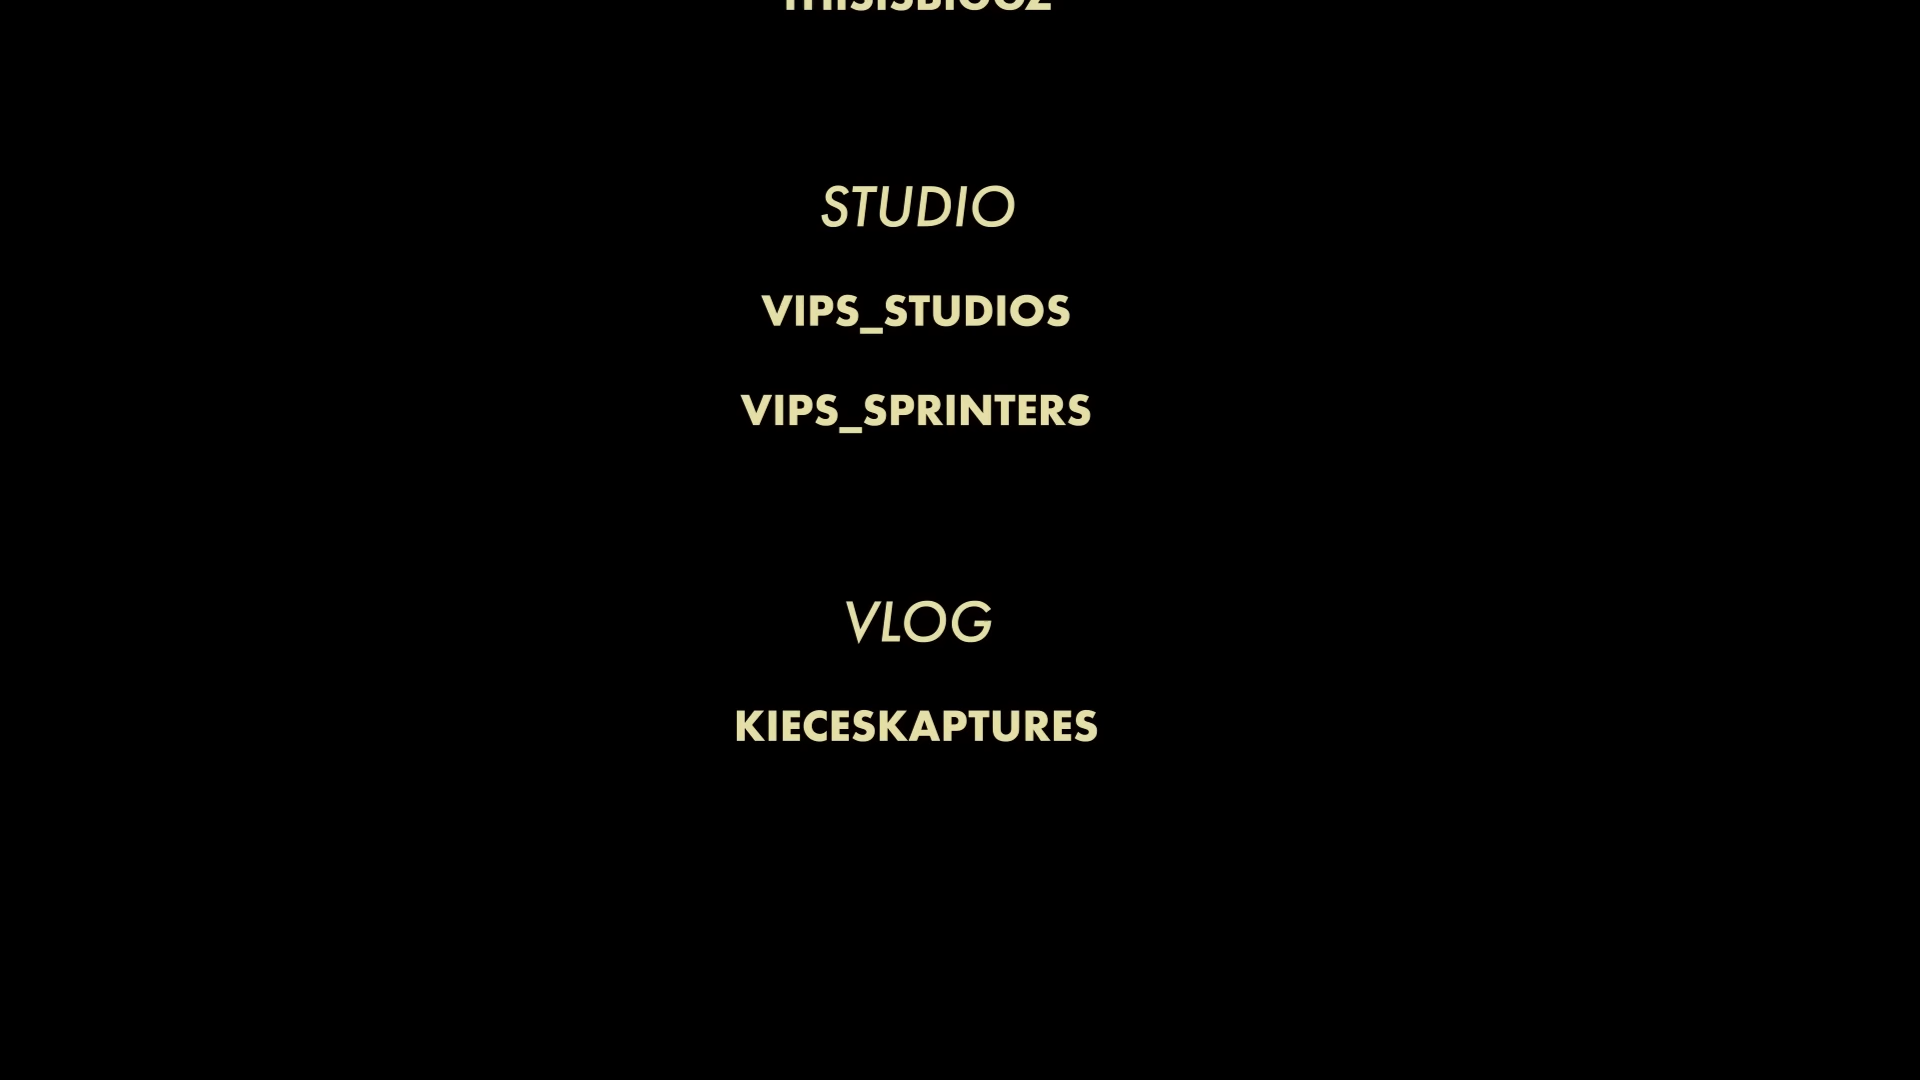 STUDIO
VIPS_STUDIOS
VIPS_SPRINTERS
VLOG
KIECESKAPTURES